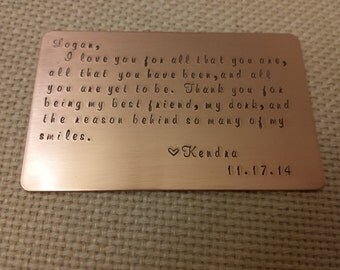 Logan,
I love you for all that you are,
all that you have been, and all
you are yet to be. Thank you for
being my best friend, my dork, and
the reason behind so many of my
smiles.
♡Kendra
11.17.14